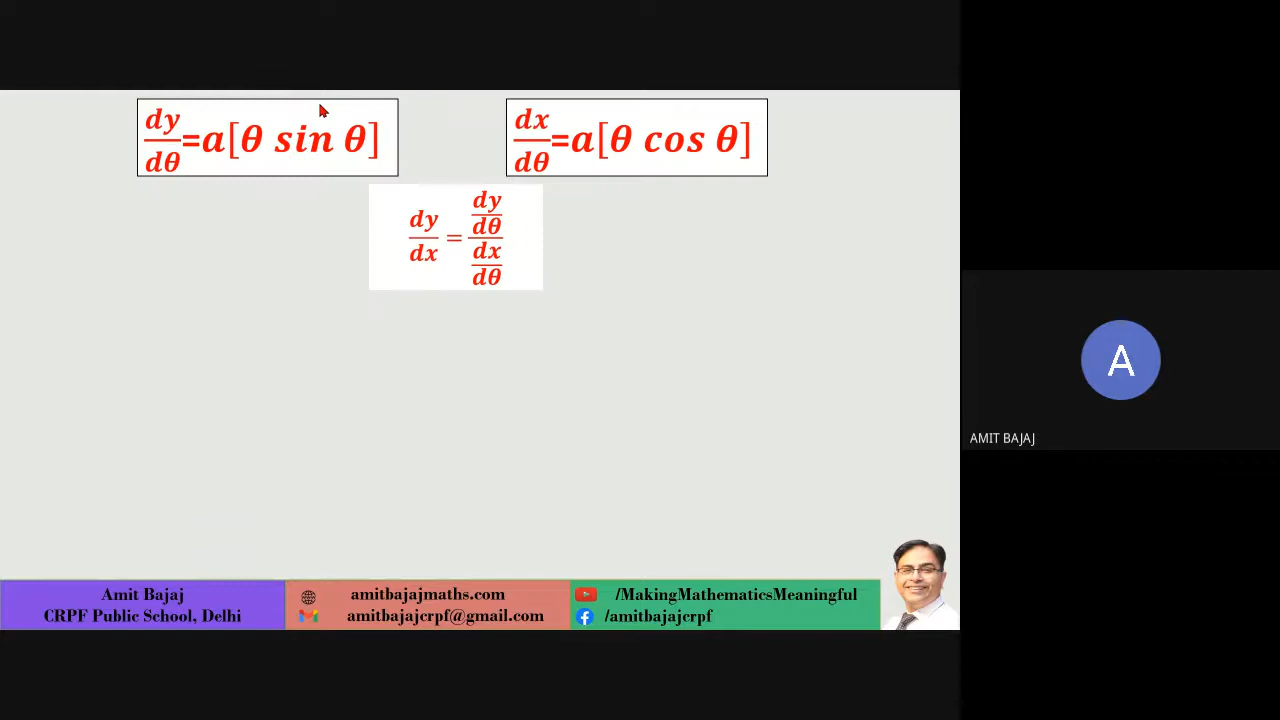 dy/dθ=a[θ sin θ]
dx/dθ=a[θ cos θ]
dy/dx = (dy/dθ)/(dx/dθ)
A
AMIT BAJAJ
Amit Bajaj
CRPF Public School, Delhi
amitbajajmaths.com
amitbajajcrpf@gmail.com
/MakingMathematicsMeaningful
/amitbajajcrpf